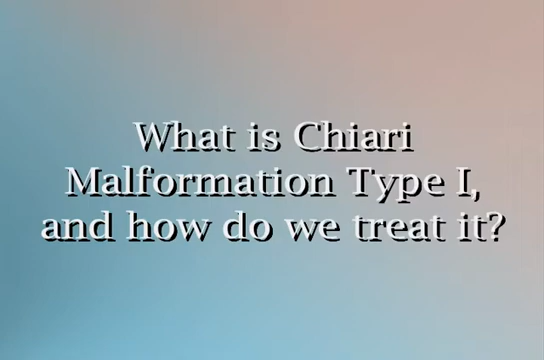 What is Chiari
Malformation Type I,
and how do we treat it?